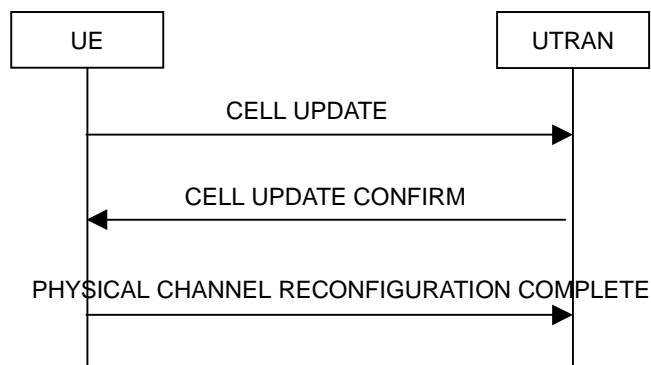 UE
UTRAN
CELL UPDATE
CELL UPDATE CONFIRM
PHYSICAL CHANNEL RECONFIGURATION COMPLETE